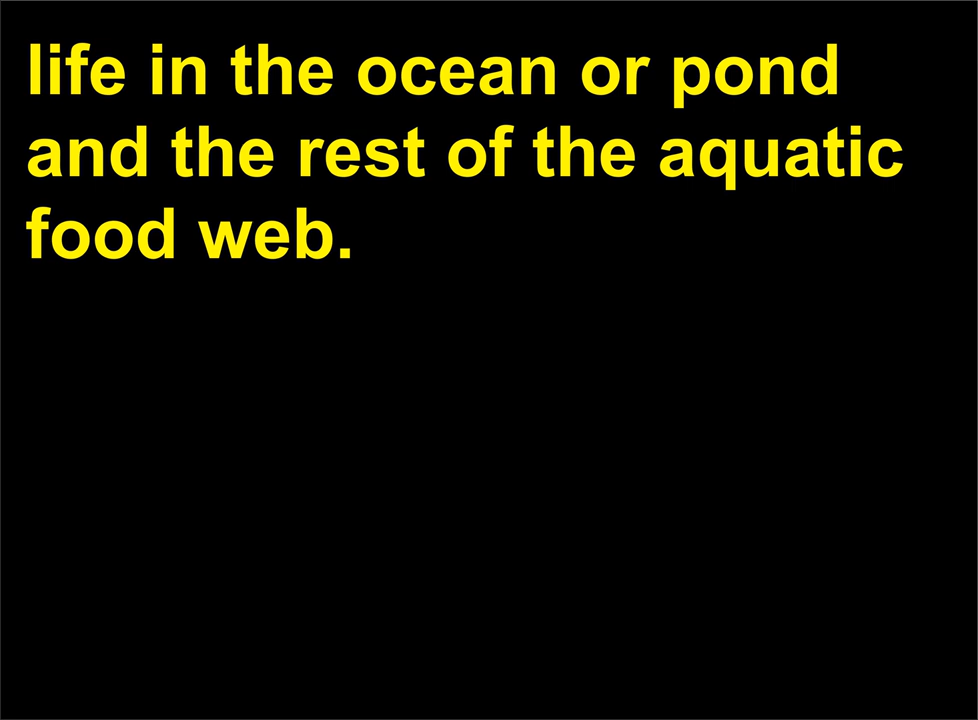 life in the ocean or pond
and the rest of the aquatic
food web.